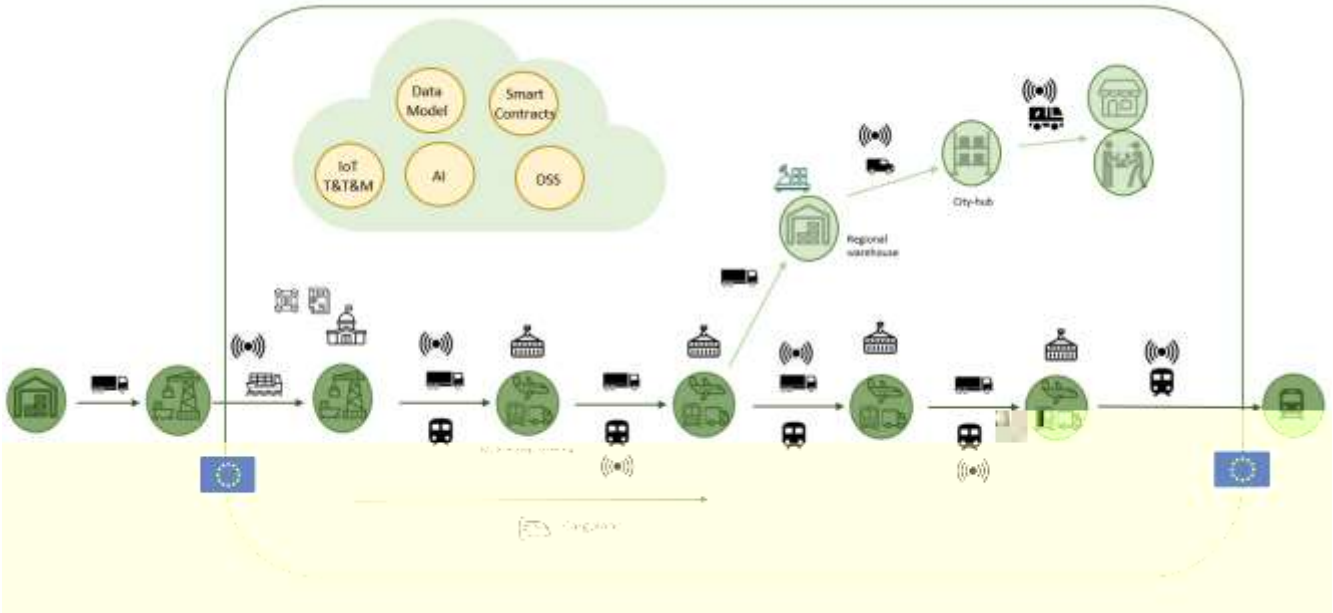 Data
Model
Smart
Contracts
IoT
T&T&M
AI
DSS
City-hub
Regional
warehouse